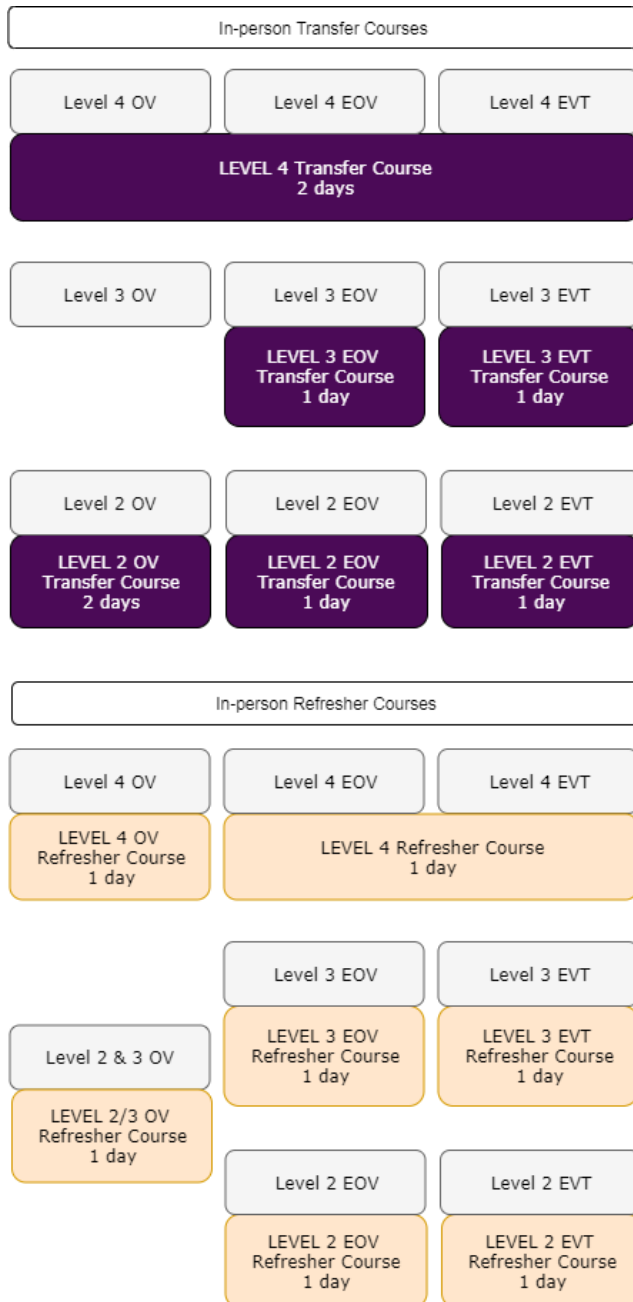 In-person Transfer Courses
Level 4 OV
Level 4 EOV
Level 4 EVT
LEVEL 4 Transfer Course
2 days
Level 3 OV
Level 3 EOV
Level 3 EVT
LEVEL 3 EOV
Transfer Course
1 day
LEVEL 3 EVT
Transfer Course
1 day
Level 2 OV
Level 2 EOV
Level 2 EVT
LEVEL 2 OV
Transfer Course
2 days
LEVEL 2 EOV
Transfer Course
1 day
LEVEL 2 EVT
Transfer Course
1 day
In-person Refresher Courses
Level 4 OV
Level 4 EOV
Level 4 EVT
LEVEL 4 OV
Refresher Course
1 day
LEVEL 4 Refresher Course
1 day
Level 3 EOV
Level 3 EVT
LEVEL 3 EOV
Refresher Course
1 day
LEVEL 3 EVT
Refresher Course
1 day
Level 2 & 3 OV
LEVEL 2/3 OV
Refresher Course
1 day
Level 2 EOV
Level 2 EVT
LEVEL 2 EOV
Refresher Course
1 day
LEVEL 2 EVT
Refresher Course
1 day